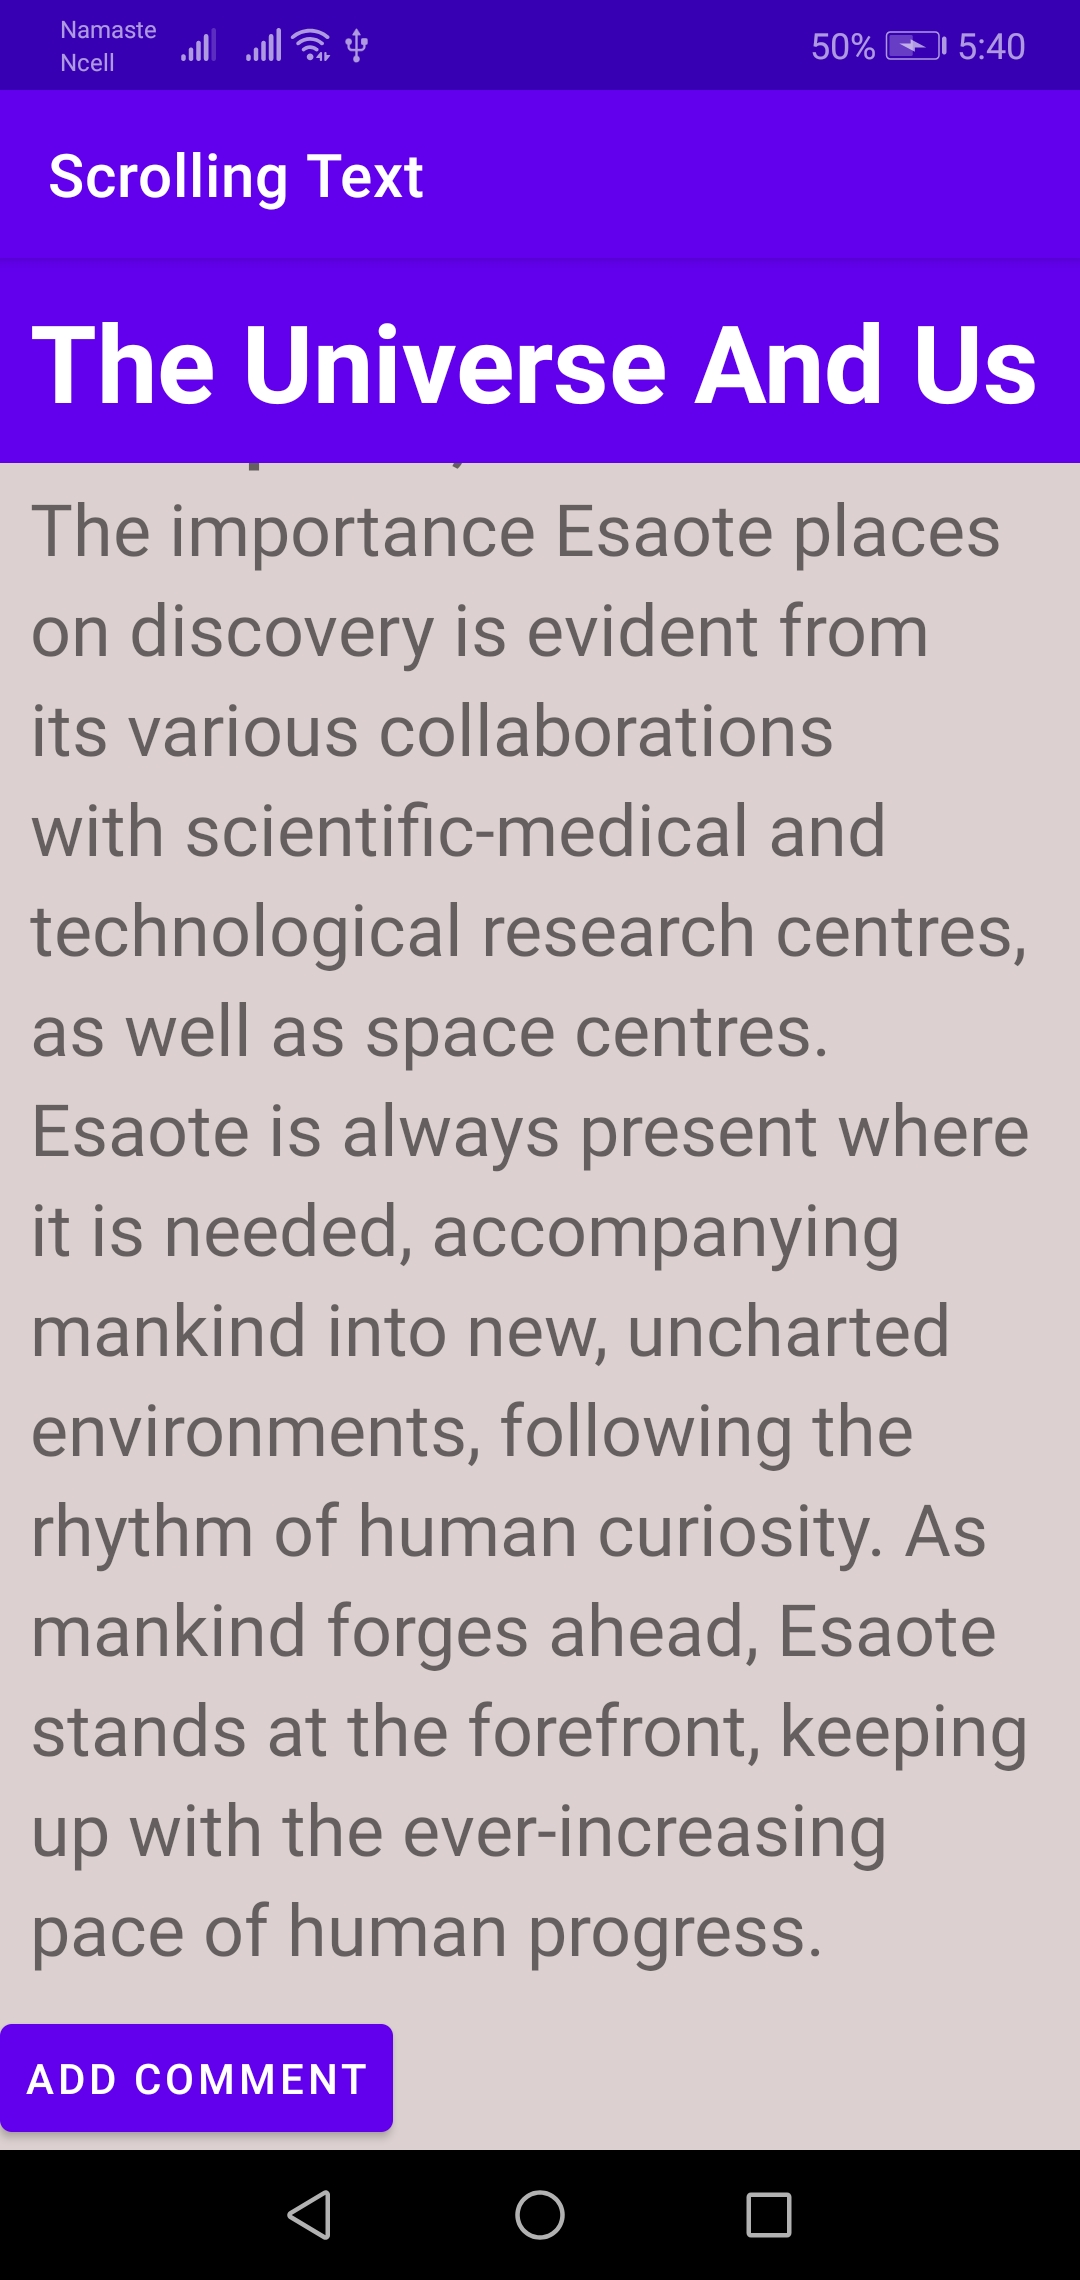 Namaste
Ncell
50%
5:40
Scrolling Text
The Universe And Us
The importance Esaote places
on discovery is evident from
its various collaborations
with scientific-medical and
technological research centres,
as well as space centres.
Esaote is always present where
it is needed, accompanying
mankind into new, uncharted
environments, following the
rhythm of human curiosity. As
mankind forges ahead, Esaote
stands at the forefront, keeping
up with the ever-increasing
pace of human progress.
ADD COMMENT